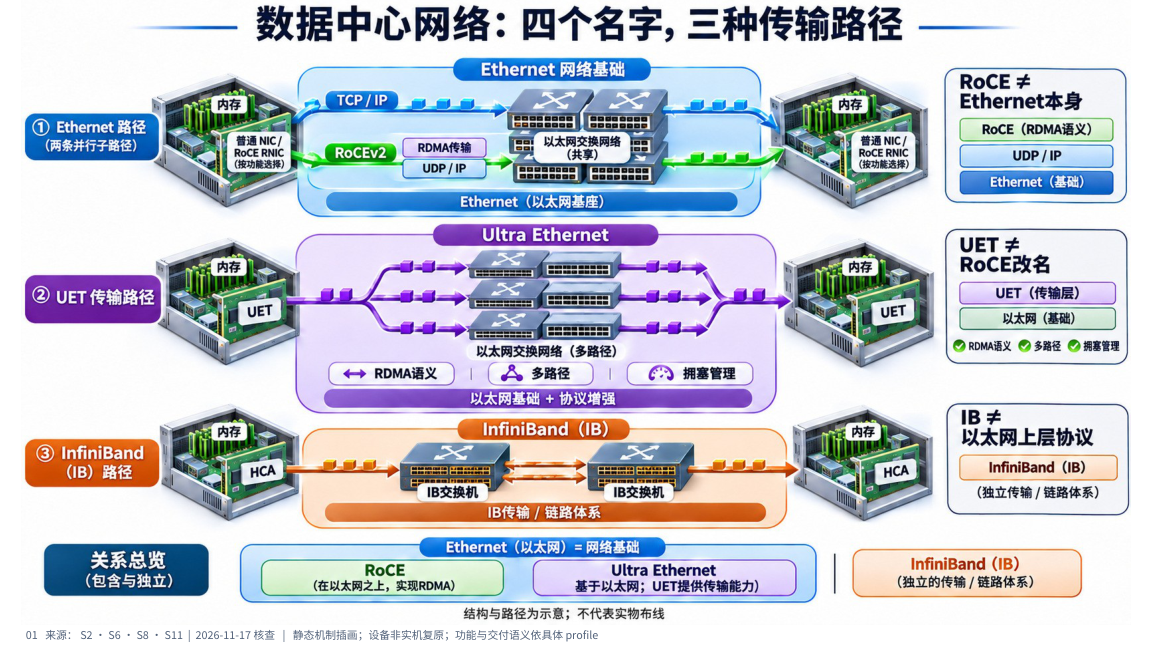 数据中心网络：四个名字，三种传输路径
① Ethernet 路径
（两条并行子路径）
内存
普通 NIC /
RoCE RNIC
（按功能选择）
Ethernet 网络基础
TCP / IP
RoCEv2
RDMA传输
UDP / IP
以太网交换网络
（共享）
Ethernet（以太网基座）
内存
普通 NIC /
RoCE RNIC
（按功能选择）
RoCE ≠
Ethernet本身
RoCE（RDMA语义）
UDP / IP
Ethernet（基础）
② UET 传输路径
内存
UET
Ultra Ethernet
以太网交换网络（多路径）
RDMA语义 | 多路径 | 拥塞管理
以太网基础 + 协议增强
内存
UET
UET ≠
RoCE改名
UET（传输层）
以太网（基础）
RDMA语义 多路径 拥塞管理
③ InfiniBand
（IB）路径
内存
HCA
InfiniBand（IB）
IB交换机
IB交换机
IB传输 / 链路体系
内存
HCA
IB ≠
以太网上层协议
InfiniBand（IB）
（独立传输 / 链路体系）
关系总览
（包含与独立）
Ethernet（以太网）= 网络基础
RoCE
（在以太网之上，实现RDMA）
Ultra Ethernet
基于以太网；UET提供传输能力）
InfiniBand（IB）
（独立的传输 / 链路体系）
结构与路径为示意；不代表实物布线
01 来源： S2 · S6 · S8 · S11 | 2026-11-17 核查 | 静态机制插画；设备非实机复原；功能与交付语义依具体 profile